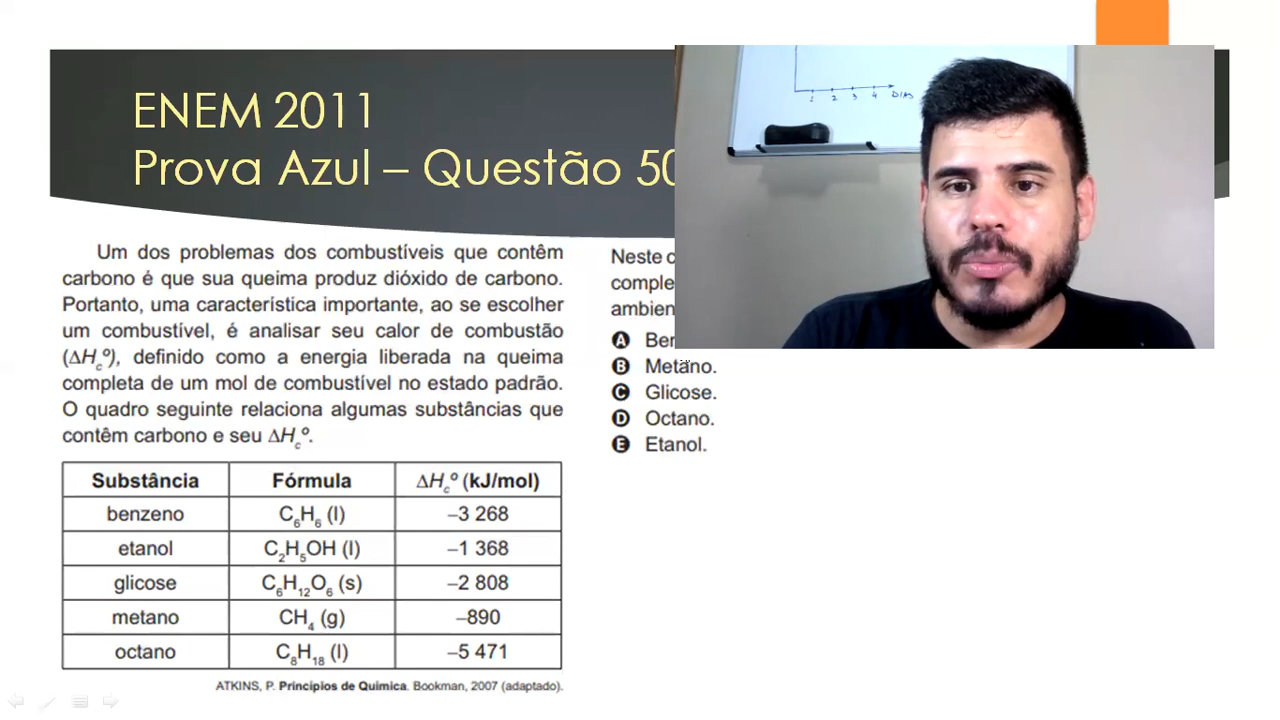 ENEM 2011
Prova Azul – Questão 50
1 2 3 4 DIAS
Um dos problemas dos combustíveis que contêm
carbono é que sua queima produz dióxido de carbono.
Portanto, uma característica importante, ao se escolher
um combustível, é analisar seu calor de combustão
(ΔHc°), definido como a energia liberada na queima
completa de um mol de combustível no estado padrão.
O quadro seguinte relaciona algumas substâncias que
contêm carbono e seu ΔHc°.
Substância Fórmula ΔHc° (kJ/mol)
benzeno C6H6 (l) –3 268
etanol C2H5OH (l) –1 368
glicose C6H12O6 (s) –2 808
metano CH4 (g) –890
octano C8H18 (l) –5 471
ATKINS, P. Princípios de Química. Bookman, 2007 (adaptado).
Neste
A
B Metano.
C Glicose.
D Octano.
E Etanol.